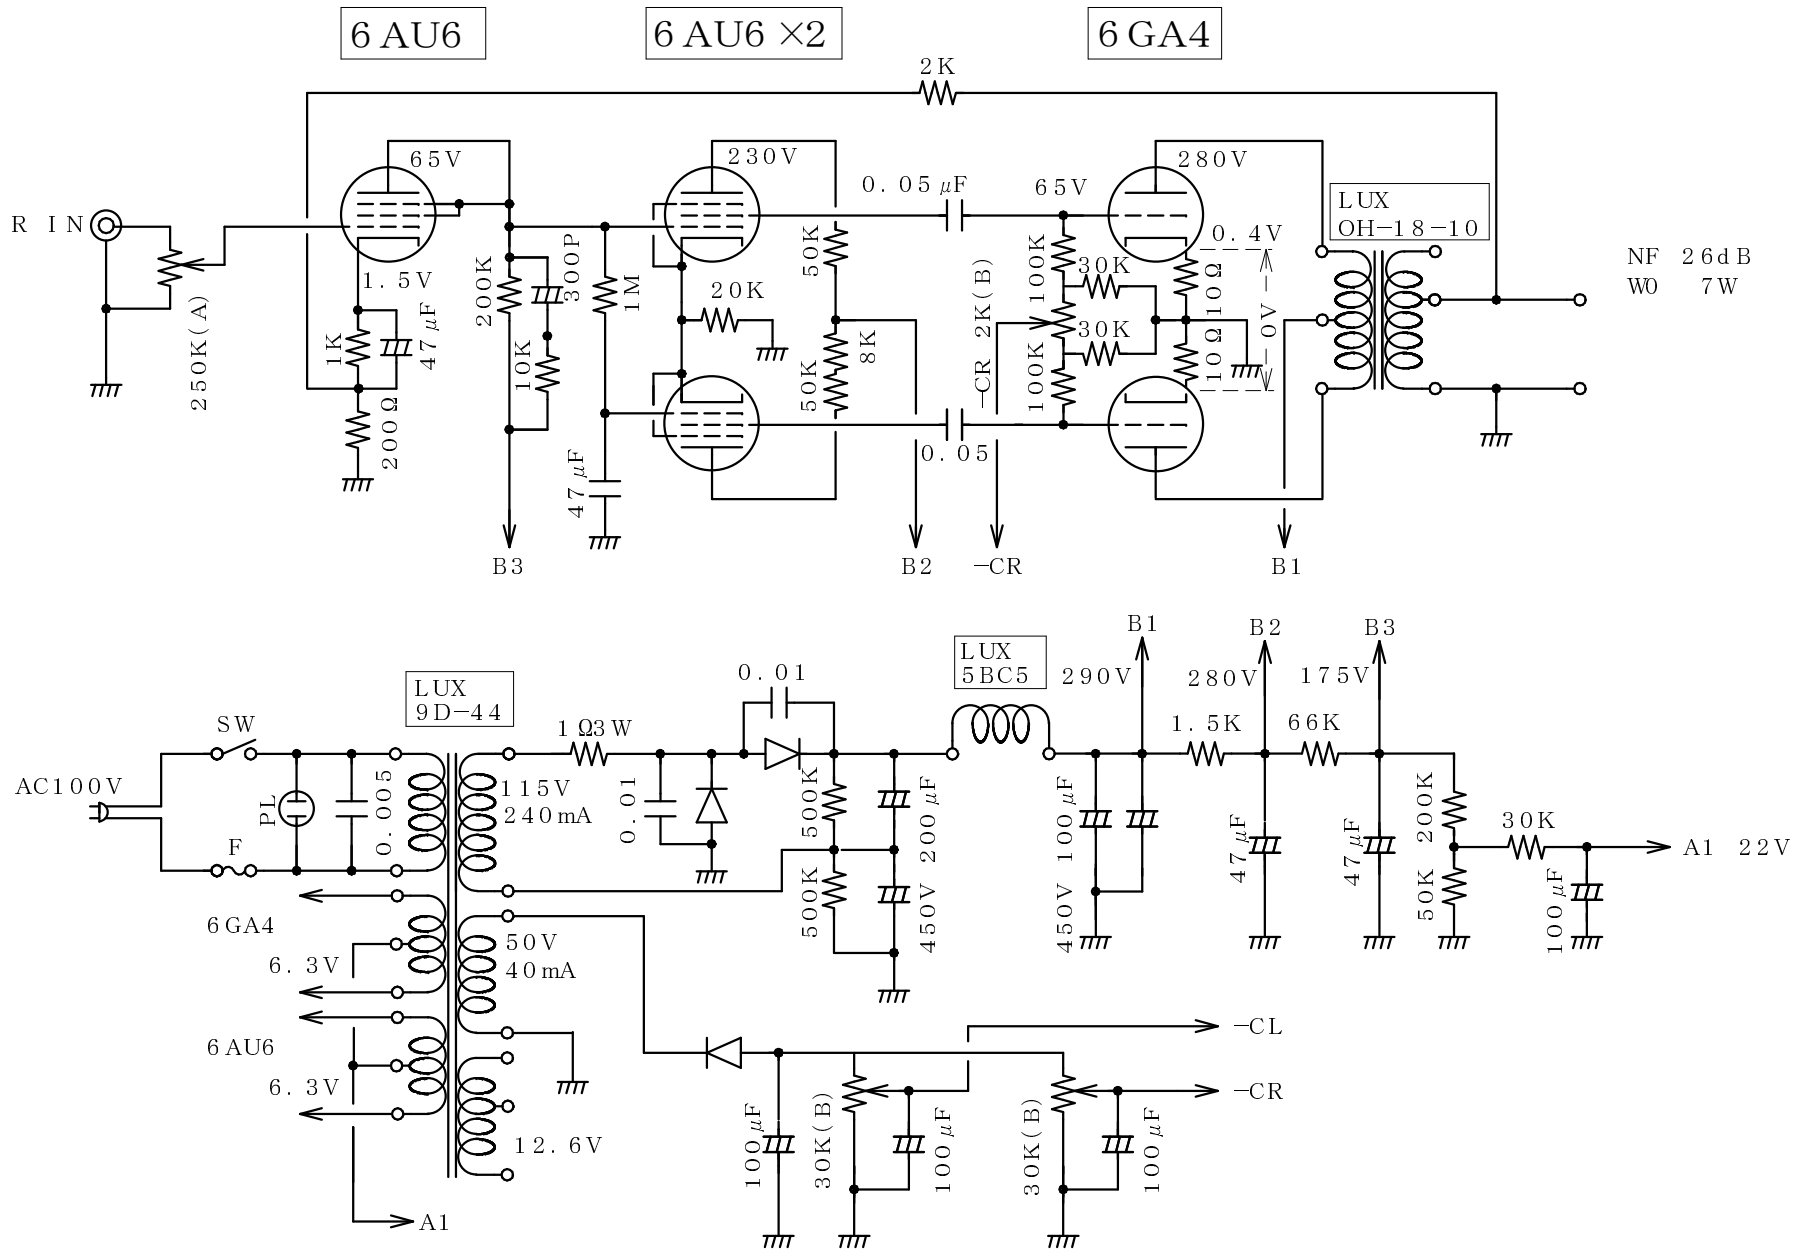 6AU6
6AU6×2
6GA4
2K
65V
230V
280V
0.05μF
65V
LUX
OH-18-10
R IN
0.4V
NF 26dB
W0 7W
1.5V
250K(A)
1K
47μF
200Ω
200K
300P
10K
1M
47μF
20K
50K
8K
50K
0.05
-CR 2K(B)
100K
30K
30K
100K
10Ω
10Ω
0V
B3
B2
-CR
B1
B1
B2
B3
LUX
9D-44
0.01
LUX
5BC5
290V
280V
175V
SW
1Ω3W
1.5K
66K
AC100V
PL
0.005
F
115V
240mA
0.01
500K
500K
450V 200μF
450V 100μF
47μF
47μF
200K
50K
30K
100μF
A1 22V
6GA4
6.3V
50V
40mA
6AU6
6.3V
12.6V
-CL
-CR
100μF
30K(B)
100μF
30K(B)
100μF
A1